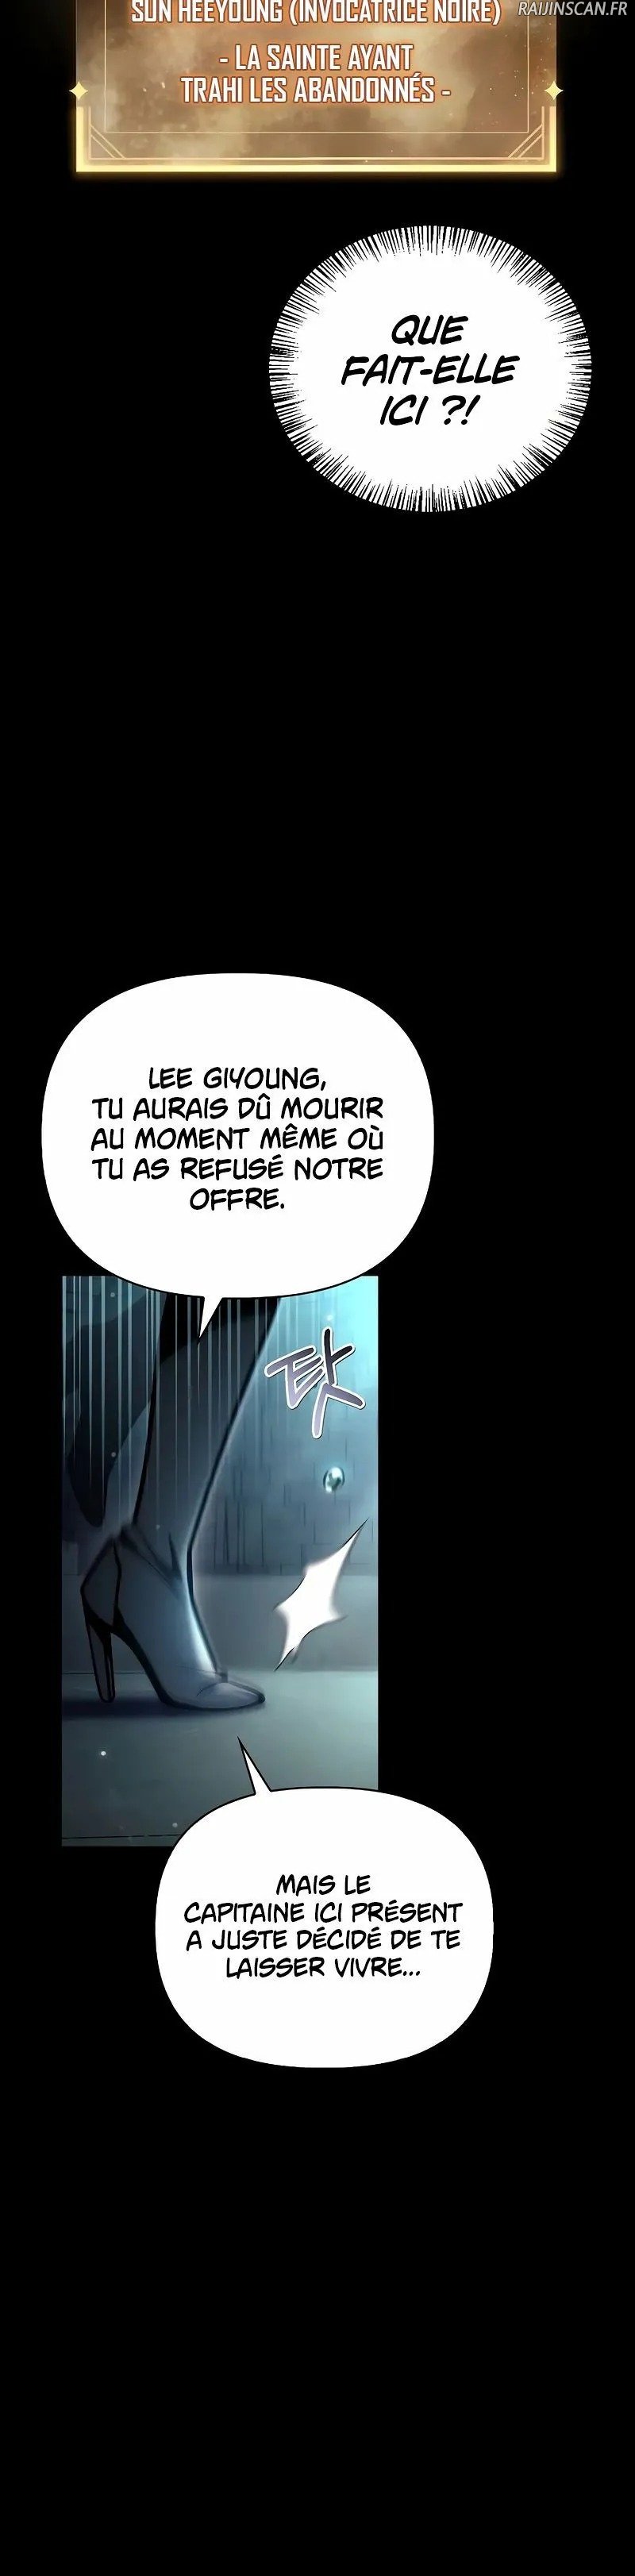 SUN HEEYOUNG (INVOCATRICE NOIRE)
RAIJINSCAN.FR
- LA SAINTE AYANT
TRAHI LES ABANDONNÉS -
QUE
FAIT-ELLE
ICI ?!
LEE GIYOUNG,
TU AURAIS DÛ MOURIR
AU MOMENT MÊME OÙ
TU AS REFUSÉ NOTRE
OFFRE.
탁
MAIS LE
CAPITAINE ICI PRÉSENT
A JUSTE DÉCIDÉ DE TE
LAISSER VIVRE...